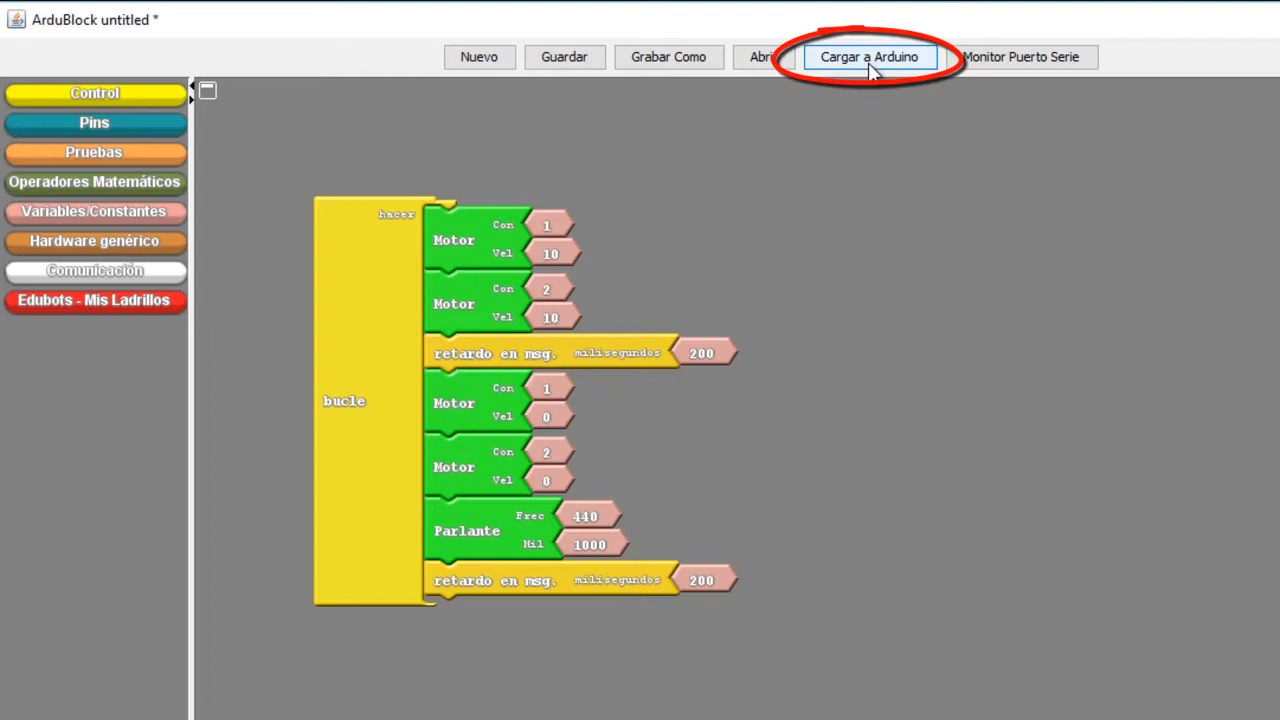 ArduBlock untitled *
Nuevo Guardar Grabar Como Cargar a Arduino Monitor Puerto Serie
Control
Pins
Pruebas
Operadores Matemáticos
Variables/Constantes
Hardware genérico
Comunicación
Edubots - Mis Ladrillos
bucle
hacer
Motor Con 1
Vel 10
Motor Con 2
Vel 10
retardo en msg. milisegundos 200
Motor Con 1
Vel 0
Motor Con 2
Vel 0
Parlante Frec 440
Mil 1000
retardo en msg. milisegundos 200